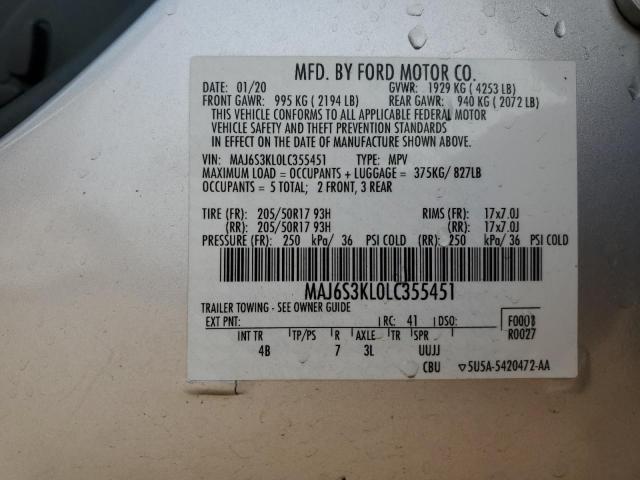 MFD. BY FORD MOTOR CO.
DATE: 01/20 GVWR: 1929 KG ( 4253 LB)
FRONT GAWR: 995 KG ( 2194 LB) REAR GAWR: 940 KG ( 2072 LB)
THIS VEHICLE CONFORMS TO ALL APPLICABLE FEDERAL MOTOR
VEHICLE SAFETY AND THEFT PREVENTION STANDARDS
IN EFFECT ON THE DATE OF MANUFACTURE SHOWN ABOVE.
VIN: MAJ6S3KL0LC355451 TYPE: MPV
MAXIMUM LOAD = OCCUPANTS + LUGGAGE = 375KG/ 827LB
OCCUPANTS = 5 TOTAL; 2 FRONT, 3 REAR
TIRE (FR): 205/50R17 93H RIMS (FR): 17x7.0J
(RR): 205/50R17 93H (RR): 17x7.0J
PRESSURE (FR): 250 kPa/ 36 PSI COLD (RR): 250 kPa/ 36 PSI COLD
MAJ6S3KL0LC355451
TRAILER TOWING - SEE OWNER GUIDE
EXT PNT: RC: 41 DSO: F0003
R0027
INT TR TP/PS R AXLE TR SPR
4B 7 3L UUJJ
CBU ▽5U5A-5420472-AA